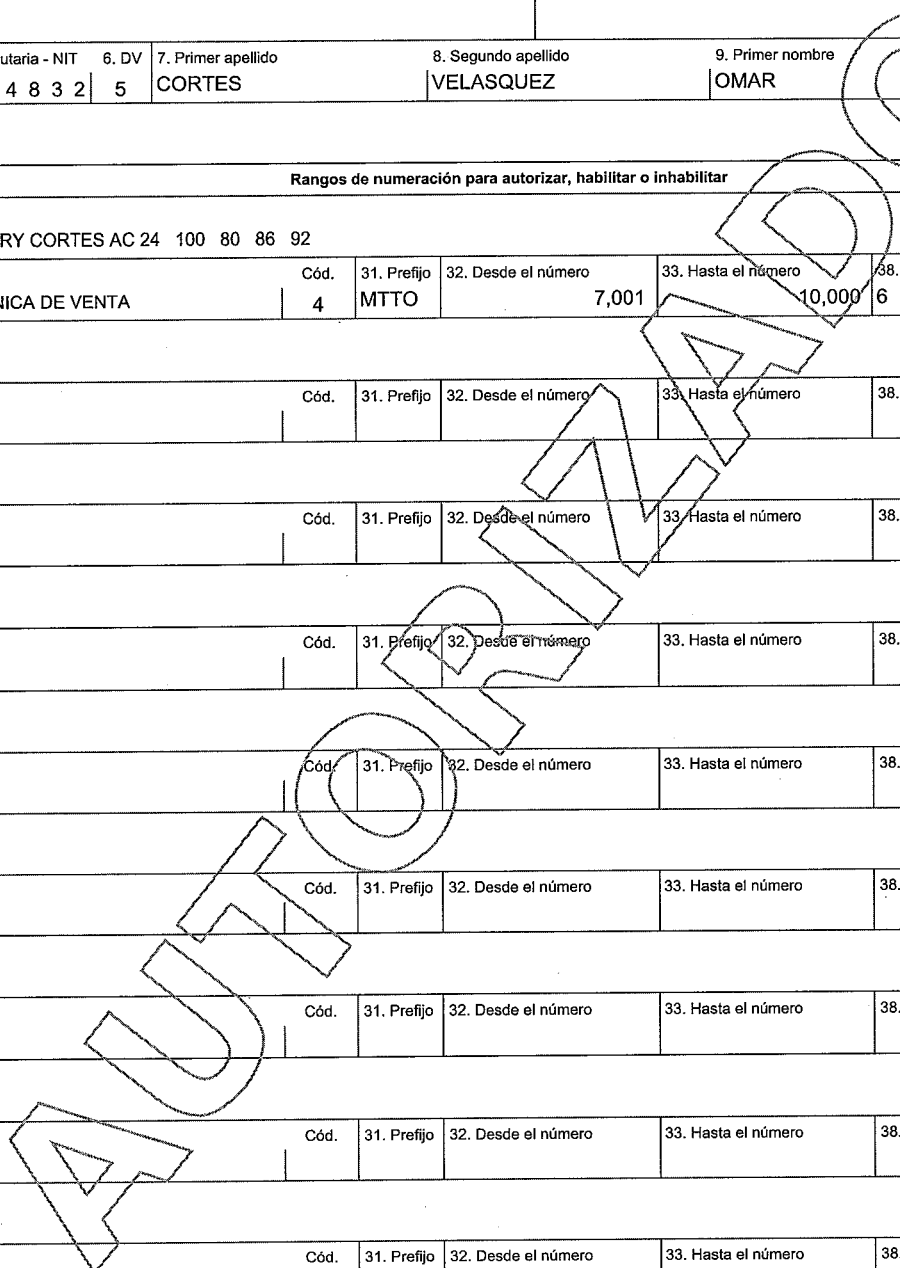 utaria - NIT 6. DV 7. Primer apellido 8. Segundo apellido 9. Primer nombre
4 8 3 2 5 CORTES VELASQUEZ OMAR
Rangos de numeración para autorizar, habilitar o inhabilitar
RY CORTES AC 24 100 80 86 92
Cód. 31. Prefijo 32. Desde el número 33. Hasta el número 38.
NICA DE VENTA 4 MTTO 7,001 10,000 6
Cód. 31. Prefijo 32. Desde el número 33. Hasta el número 38.
Cód. 31. Prefijo 32. Desde el número 33. Hasta el número 38.
Cód. 31. Prefijo 32. Desde el número 33. Hasta el número 38.
Cód. 31. Prefijo 32. Desde el número 33. Hasta el número 38.
Cód. 31. Prefijo 32. Desde el número 33. Hasta el número 38.
Cód. 31. Prefijo 32. Desde el número 33. Hasta el número 38.
Cód. 31. Prefijo 32. Desde el número 33. Hasta el número 38.
Cód. 31. Prefijo 32. Desde el número 33. Hasta el número 38.
AUTORIZADO